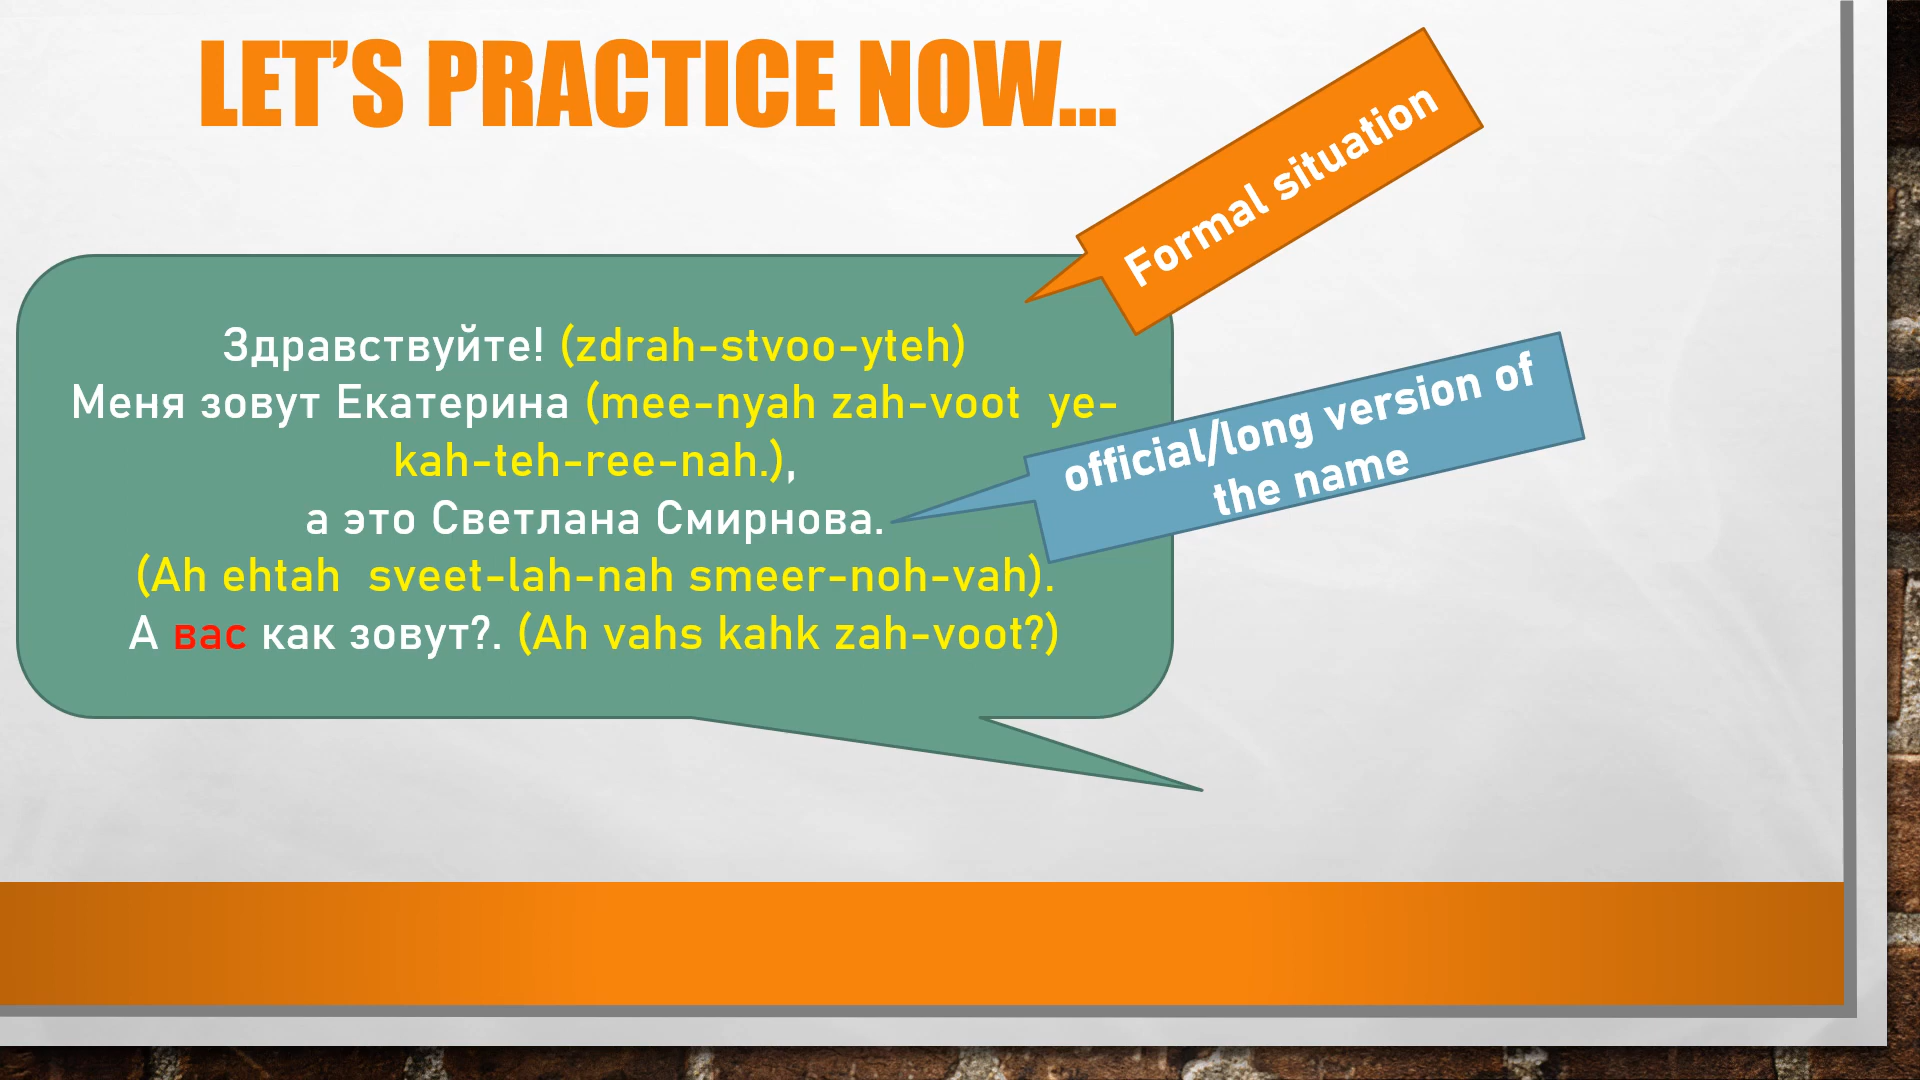 LET’S PRACTICE NOW…
Formal situation
Здравствуйте! (zdrah-stvoo-yteh)
Меня зовут Екатерина (mee-nyah zah-voot  ye-
kah-teh-ree-nah.),
а это Светлана Смирнова.
(Ah ehtah  sveet-lah-nah smeer-noh-vah).
А вас как зовут?. (Ah vahs kahk zah-voot?)
official/long version of
the name